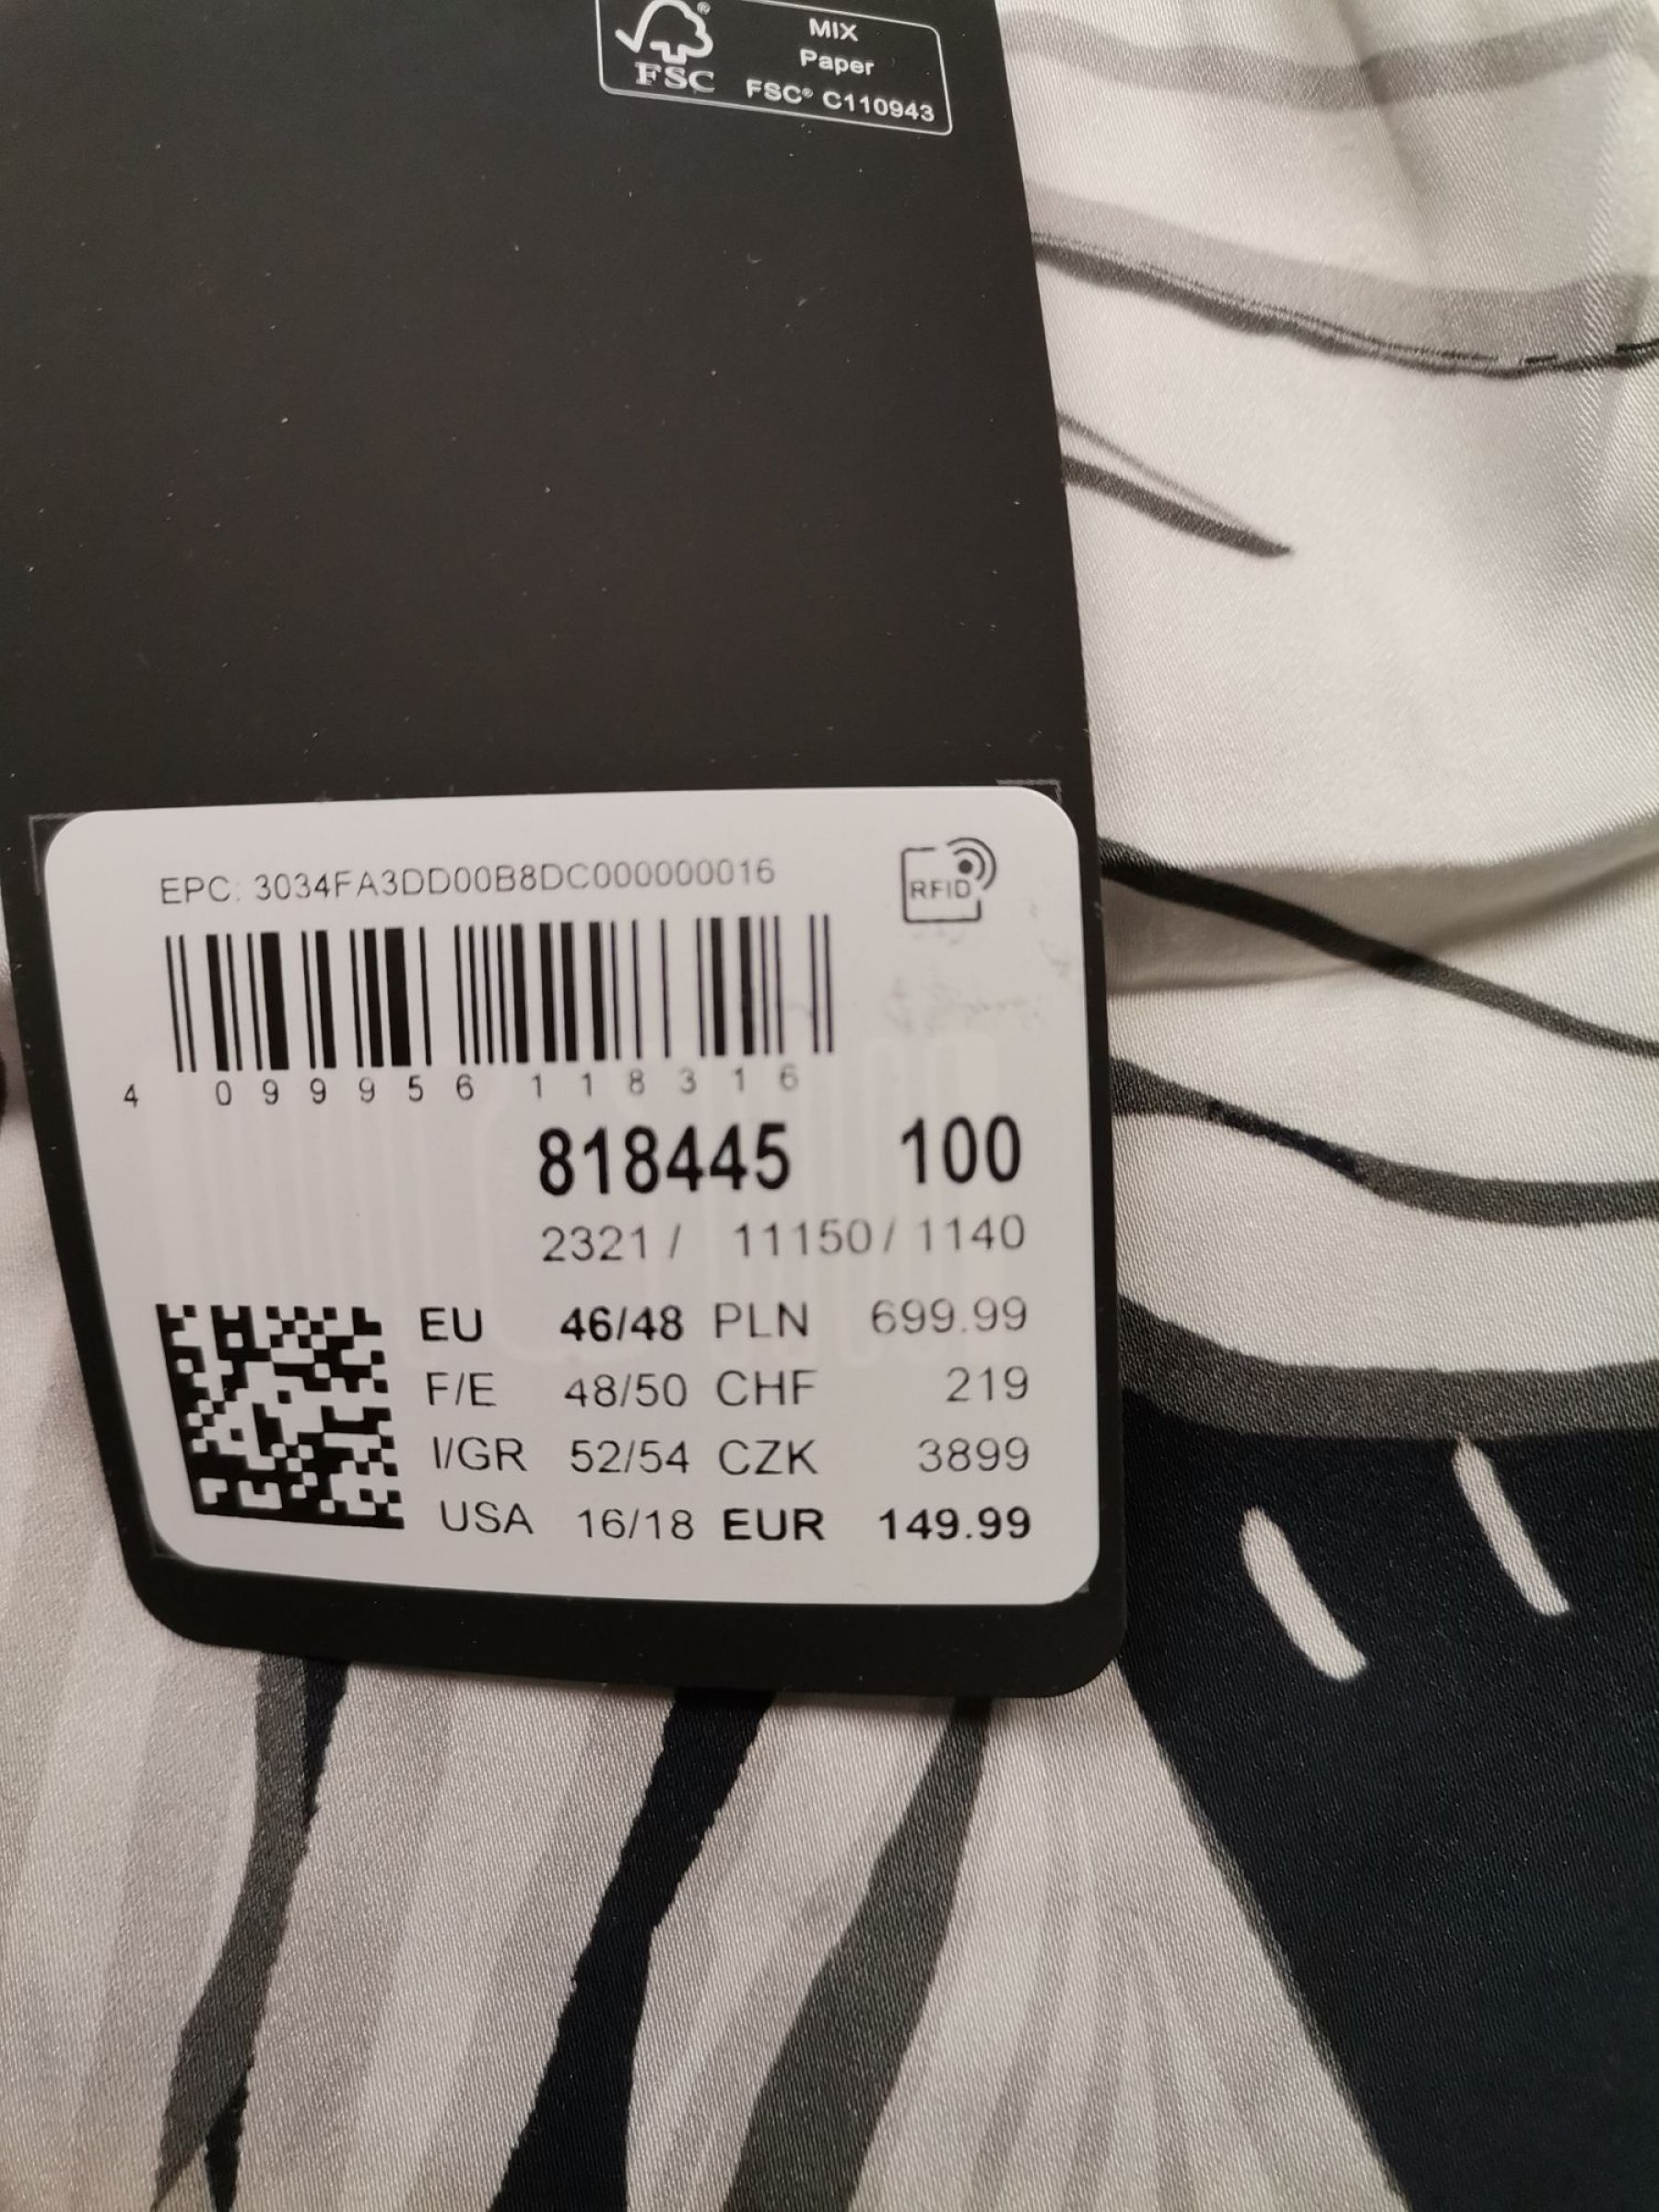 FSC®
MIX
Paper
FSC® C110943
EPC: 3034FA3DD00B8DC000000016
RFID
4 099956 118316
818445 100
2321 / 11150 / 1140
EU 46/48 PLN 699.99
F/E 48/50 CHF 219
I/GR 52/54 CZK 3899
USA 16/18 EUR 149.99